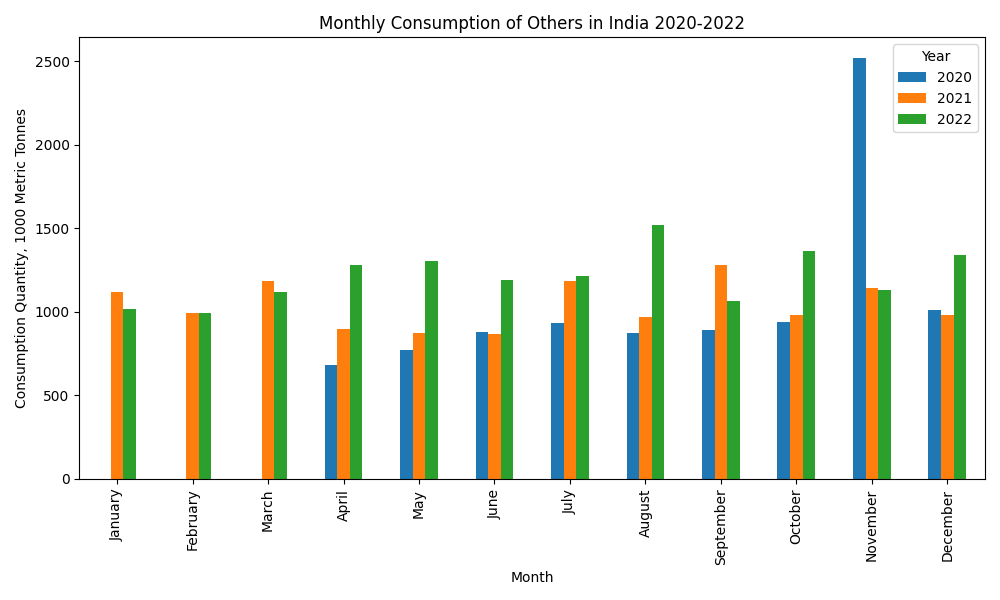 Monthly Consumption of Others in India 2020-2022
Consumption Quantity, 1000 Metric Tonnes
2500
2000
1500
1000
500
0
Year
2020
2021
2022
January
February
March
April
May
June
July
August
September
October
November
December
Month